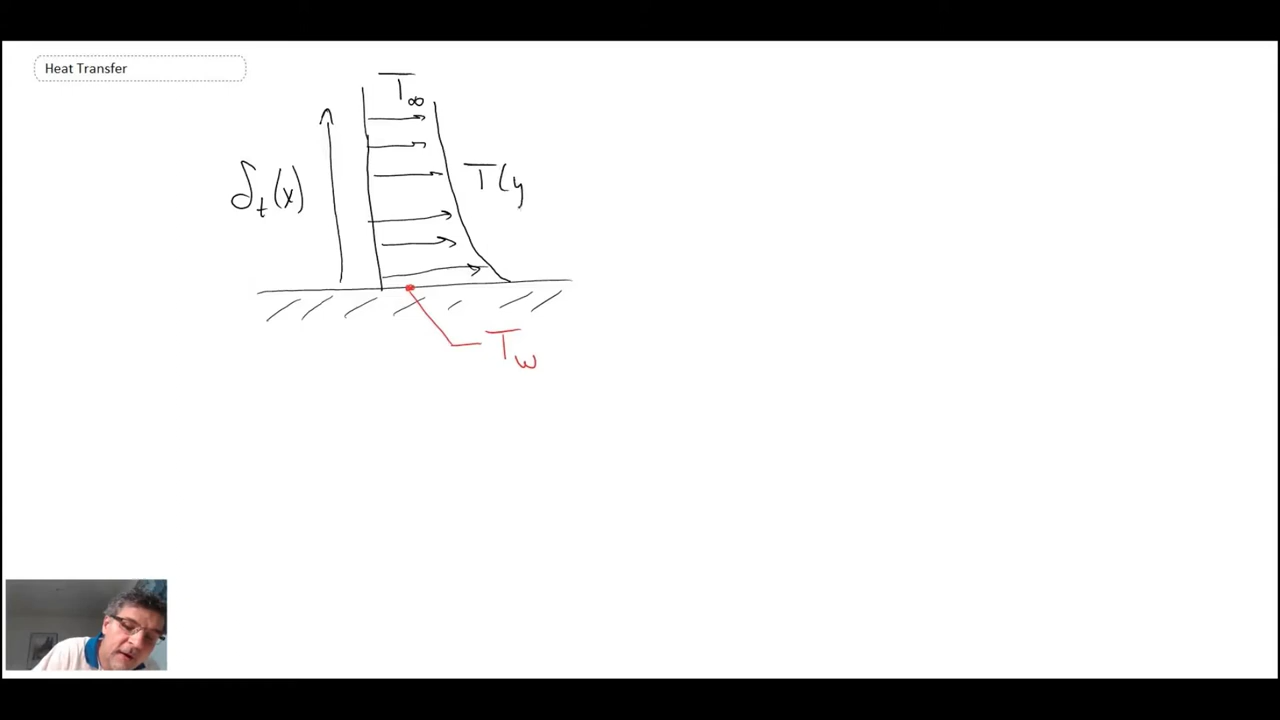 Heat Transfer
T∞
δt(x)
T(y
Tw